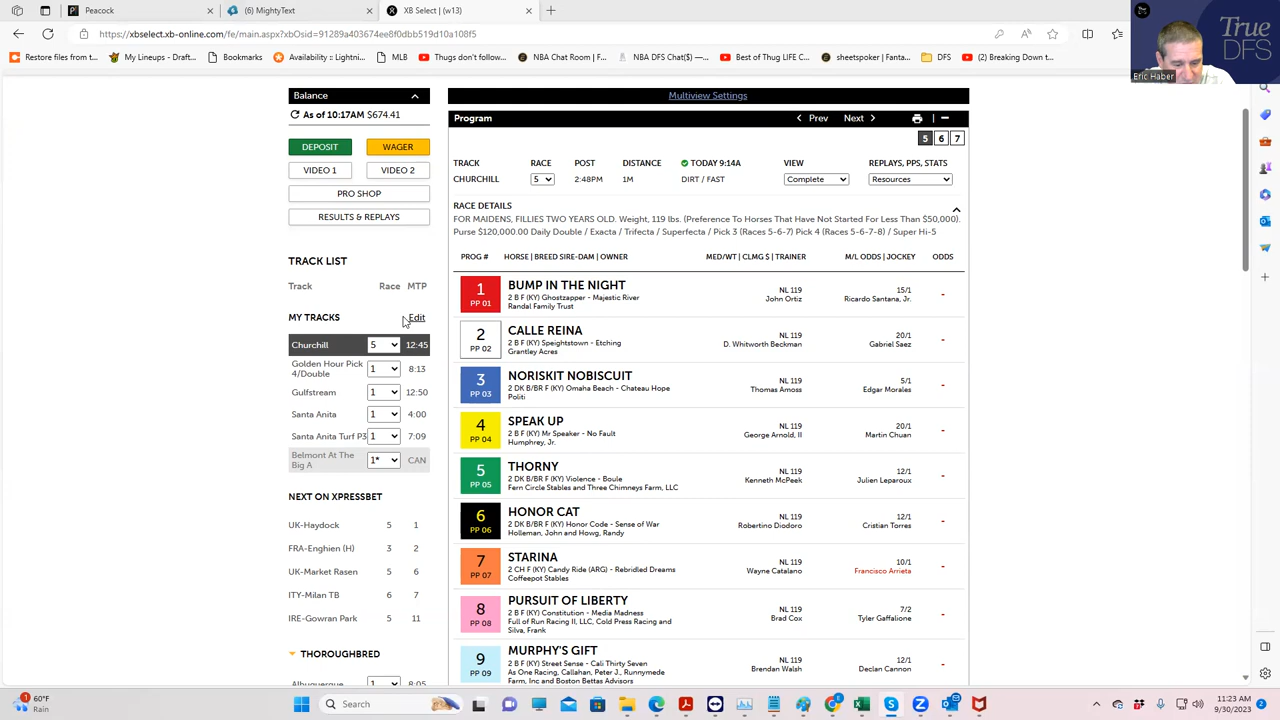 Peacock
(6) MightyText
XB Select (w13)
https://xbselect.xb-online.com/fe/main.aspx?xbOsid=91289a403674ee8f0dbb519d10a108f5
Restore files from t...
My Lineups - Draft...
Bookmarks
Availability :: Lightni...
MLB
Thugs don't follow...
NBA Chat Room | F...
NBA DFS Chat($) —...
Best of Thug LIFE C...
sheetspoker | Fanta...
DFS
(2) Breaking Down t...
True
DFS
Eric Haber
Balance
As of 10:17AM $674.41
DEPOSIT
WAGER
VIDEO 1
VIDEO 2
PRO SHOP
RESULTS & REPLAYS
TRACK LIST
Track Race MTP
MY TRACKS Edit
Churchill 5 12:45
Golden Hour Pick
4/Double 1 8:13
Gulfstream 1 12:50
Santa Anita 1 4:00
Santa Anita Turf P3 1 7:09
Belmont At The
Big A 1* CAN
NEXT ON XPRESSBET
UK-Haydock 5 1
FRA-Enghien (H) 3 2
UK-Market Rasen 5 6
ITY-Milan TB 6 7
IRE-Gowran Park 5 11
THOROUGHBRED
Albuquerque 1 8:05
Multiview Settings
Program
Prev Next
5 6 7
TRACK RACE POST DISTANCE TODAY 9:14A VIEW REPLAYS, PPS, STATS
CHURCHILL 5 2:48PM 1M DIRT / FAST Complete Resources
RACE DETAILS
FOR MAIDENS, FILLIES TWO YEARS OLD. Weight, 119 lbs. (Preference To Horses That Have Not Started For Less Than $50,000).
Purse $120,000.00 Daily Double / Exacta / Trifecta / Superfecta / Pick 3 (Races 5-6-7) Pick 4 (Races 5-6-7-8) / Super Hi-5
PROG # HORSE | BREED SIRE-DAM | OWNER MED/WT | CLMG $ | TRAINER M/L ODDS | JOCKEY ODDS
1
PP 01
BUMP IN THE NIGHT
2 B F (KY) Ghostzapper - Majestic River
Randal Family Trust
NL 119
John Ortiz
15/1
Ricardo Santana, Jr.
-
2
PP 02
CALLE REINA
2 B F (KY) Speightstown - Etching
Grantley Acres
NL 119
D. Whitworth Beckman
20/1
Gabriel Saez
-
3
PP 03
NORISKIT NOBISCUIT
2 DK B/BR F (KY) Omaha Beach - Chateau Hope
Politi
NL 119
Thomas Amoss
5/1
Edgar Morales
-
4
PP 04
SPEAK UP
2 B F (KY) Mr Speaker - No Fault
Humphrey, Jr.
NL 119
George Arnold, II
20/1
Martin Chuan
-
5
PP 05
THORNY
2 DK B/BR F (KY) Violence - Boule
Fern Circle Stables and Three Chimneys Farm, LLC
NL 119
Kenneth McPeek
12/1
Julien Leparoux
-
6
PP 06
HONOR CAT
2 DK B/BR F (KY) Honor Code - Sense of War
Holleman, John and Howg, Randy
NL 119
Robertino Diodoro
12/1
Cristian Torres
-
7
PP 07
STARINA
2 CH F (KY) Candy Ride (ARG) - Rebridled Dreams
Coffeepot Stables
NL 119
Wayne Catalano
10/1
Francisco Arrieta
-
8
PP 08
PURSUIT OF LIBERTY
2 B F (KY) Constitution - Media Madness
Full of Run Racing II, LLC, Cold Press Racing and
Silva, Frank
NL 119
Brad Cox
7/2
Tyler Gaffalione
-
9
PP 09
MURPHY'S GIFT
2 B F (KY) Street Sense - Cali Thirty Seven
As One Racing, Callahan, Peter J., Runnymede
Farm, Inc and Boston Bettas Advisors
NL 119
Brendan Walsh
12/1
Declan Cannon
-
60°F
Rain
Search
11:23 AM
9/30/2023